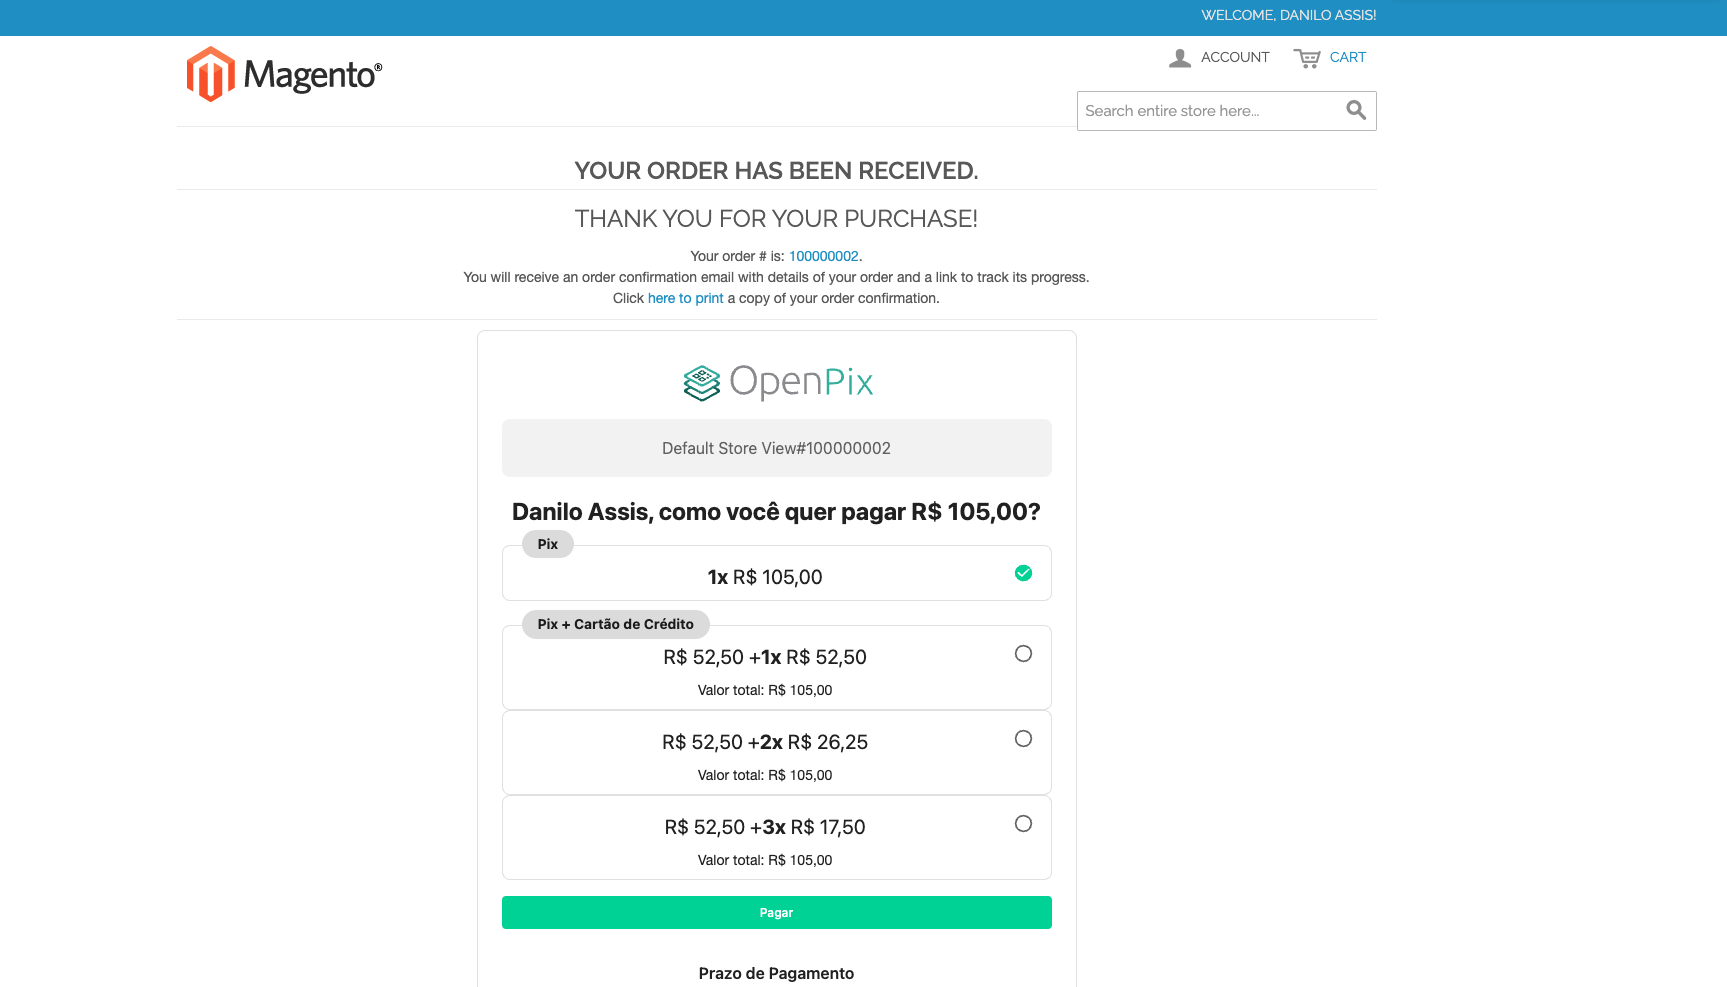 WELCOME, DANILO ASSIS!
Magento®
ACCOUNT
CART
Search entire store here...
YOUR ORDER HAS BEEN RECEIVED.
THANK YOU FOR YOUR PURCHASE!
Your order # is: 100000002.
You will receive an order confirmation email with details of your order and a link to track its progress.
Click here to print a copy of your order confirmation.
OpenPix
Default Store View#100000002
Danilo Assis, como você quer pagar R$ 105,00?
Pix
1x R$ 105,00
Pix + Cartão de Crédito
R$ 52,50 +1x R$ 52,50
Valor total: R$ 105,00
R$ 52,50 +2x R$ 26,25
Valor total: R$ 105,00
R$ 52,50 +3x R$ 17,50
Valor total: R$ 105,00
Pagar
Prazo de Pagamento